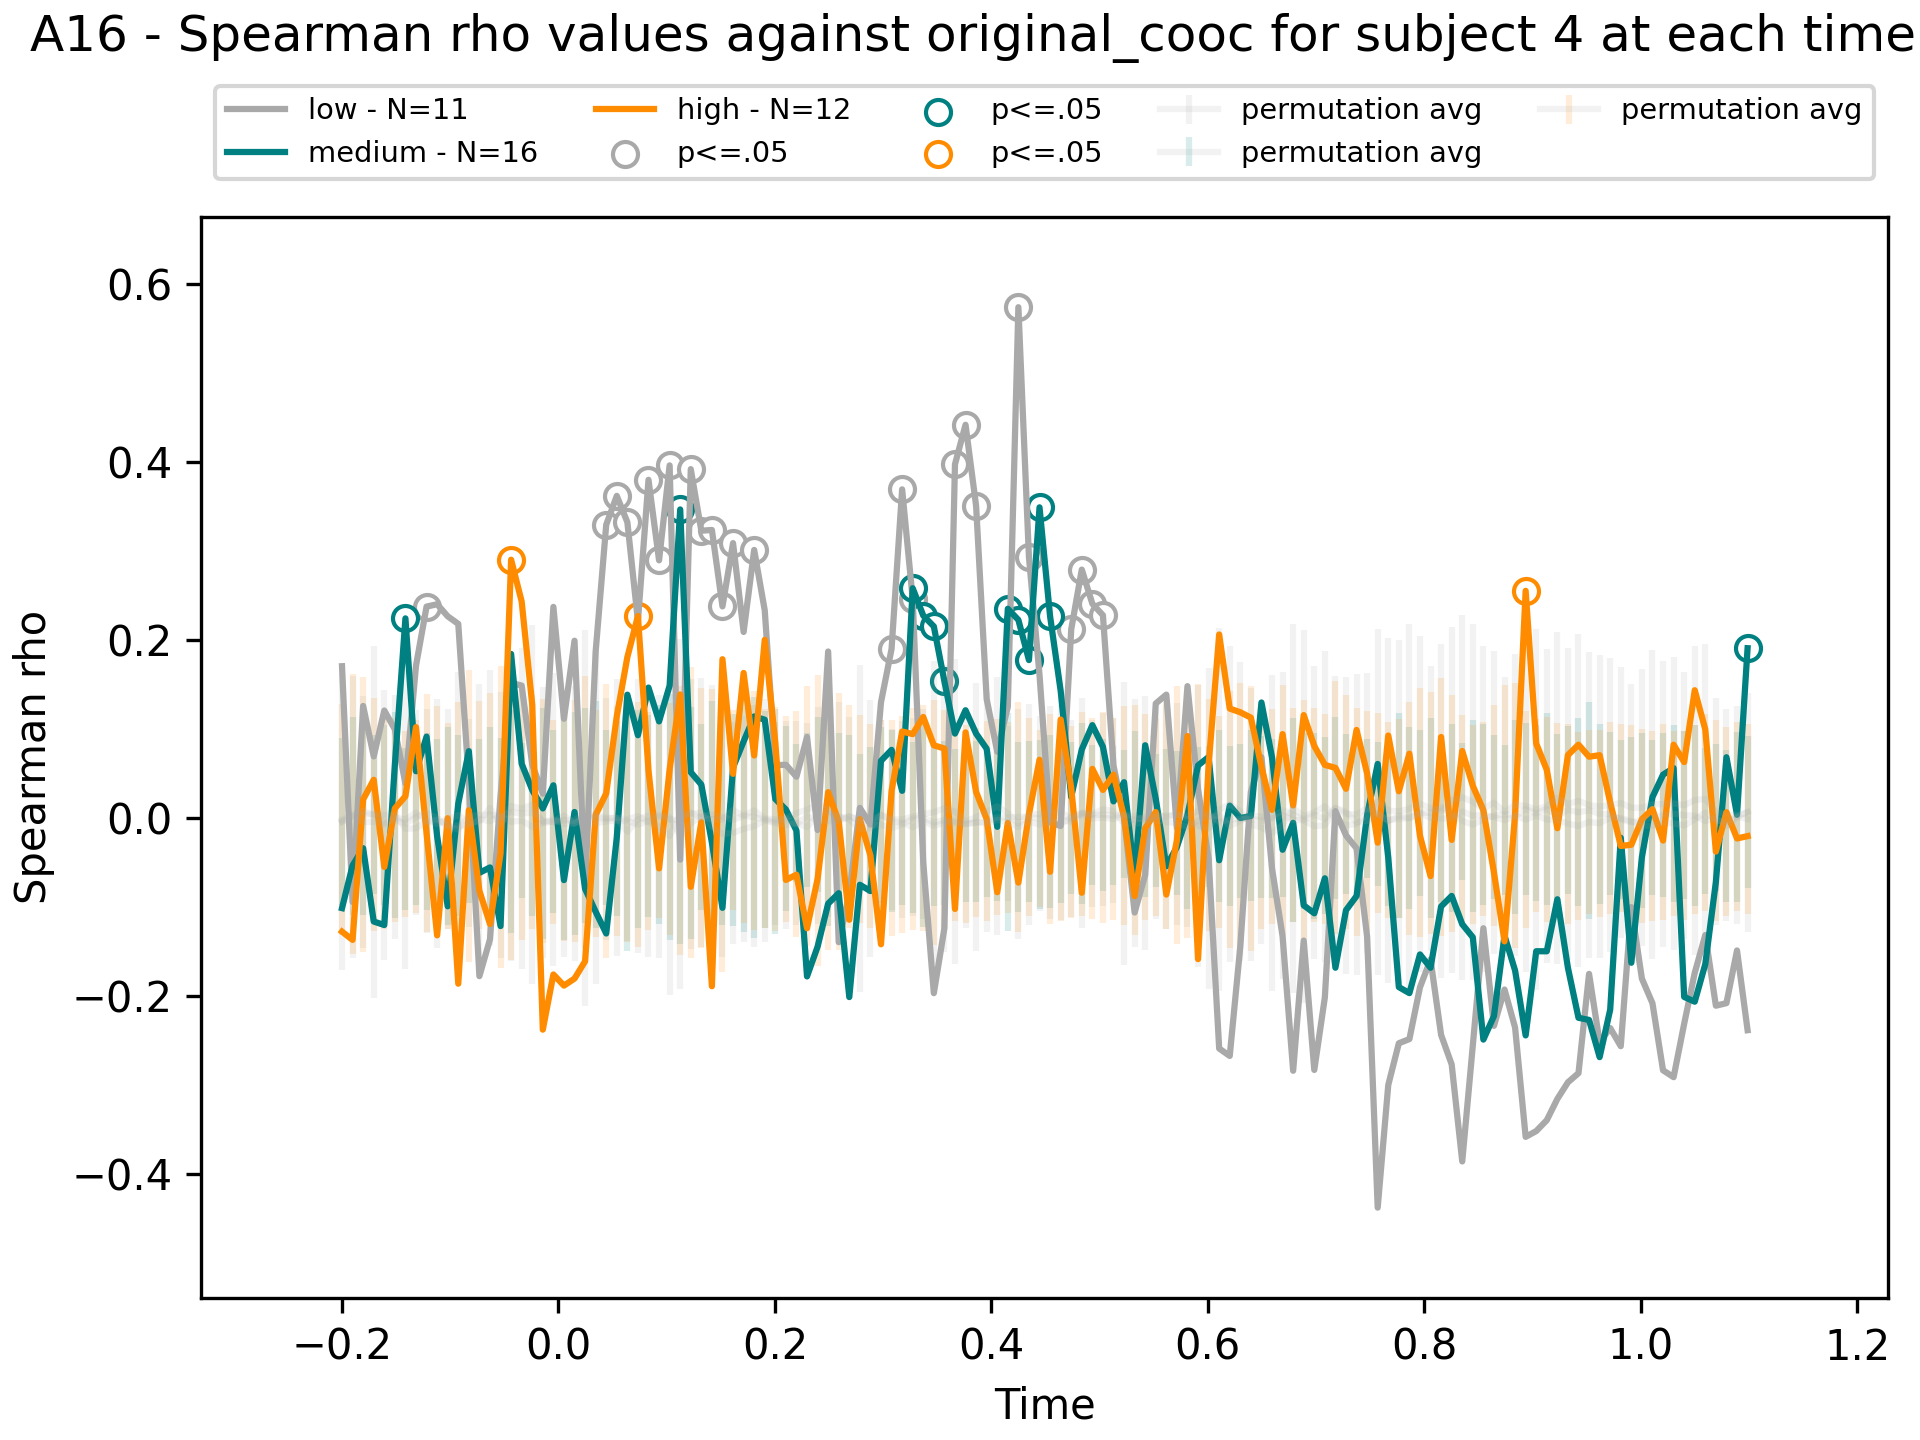 A16 - Spearman rho values against original_cooc for subject 4 at each time
low - N=11
medium - N=16
high - N=12
p<=.05
p<=.05
p<=.05
permutation avg
permutation avg
permutation avg
Spearman rho
0.6
0.4
0.2
0.0
−0.2
−0.4
−0.2 0.0 0.2 0.4 0.6 0.8 1.0 1.2
Time